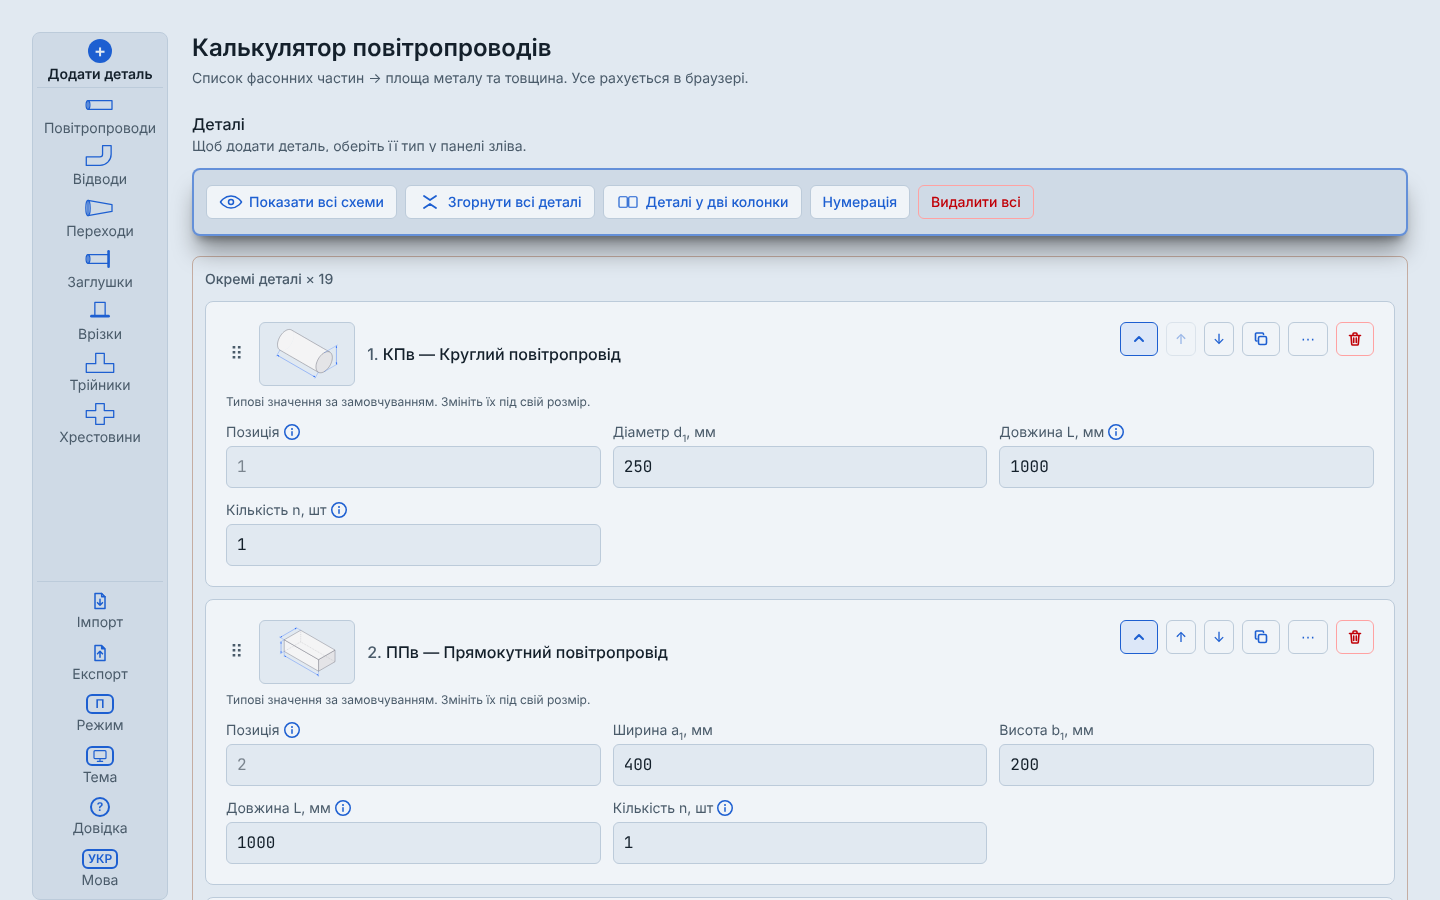 Додати деталь
Повітропроводи
Відводи
Переходи
Заглушки
Врізки
Трійники
Хрестовини
Імпорт
Експорт
П
Режим
Тема
?
Довідка
УКР
Мова
Калькулятор повітропроводів
Список фасонних частин → площа металу та товщина. Усе рахується в браузері.
Деталі
Щоб додати деталь, оберіть її тип у панелі зліва.
Показати всі схеми
Згорнути всі деталі
Деталі у дві колонки
Нумерація
Видалити всі
Окремі деталі × 19
1. КПв — Круглий повітропровід
Типові значення за замовчуванням. Змініть їх під свій розмір.
Позиція
Діаметр d₁, мм
Довжина L, мм
1
250
1000
Кількість n, шт
1
2. ППв — Прямокутний повітропровід
Типові значення за замовчуванням. Змініть їх під свій розмір.
Позиція
Ширина a₁, мм
Висота b₁, мм
2
400
200
Довжина L, мм
Кількість n, шт
1000
1